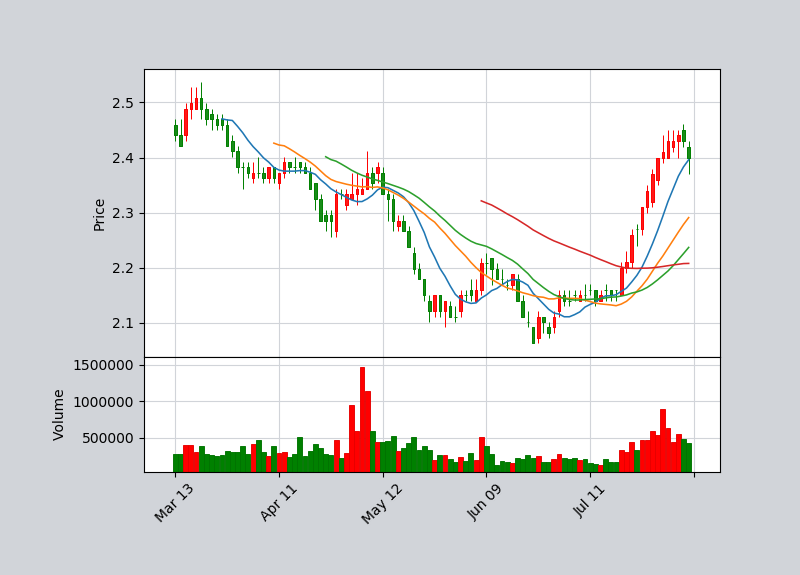 Price
2.5
2.4
2.3
2.2
2.1
Volume
1500000
1000000
500000
Mar 13
Apr 11
May 12
Jun 09
Jul 11